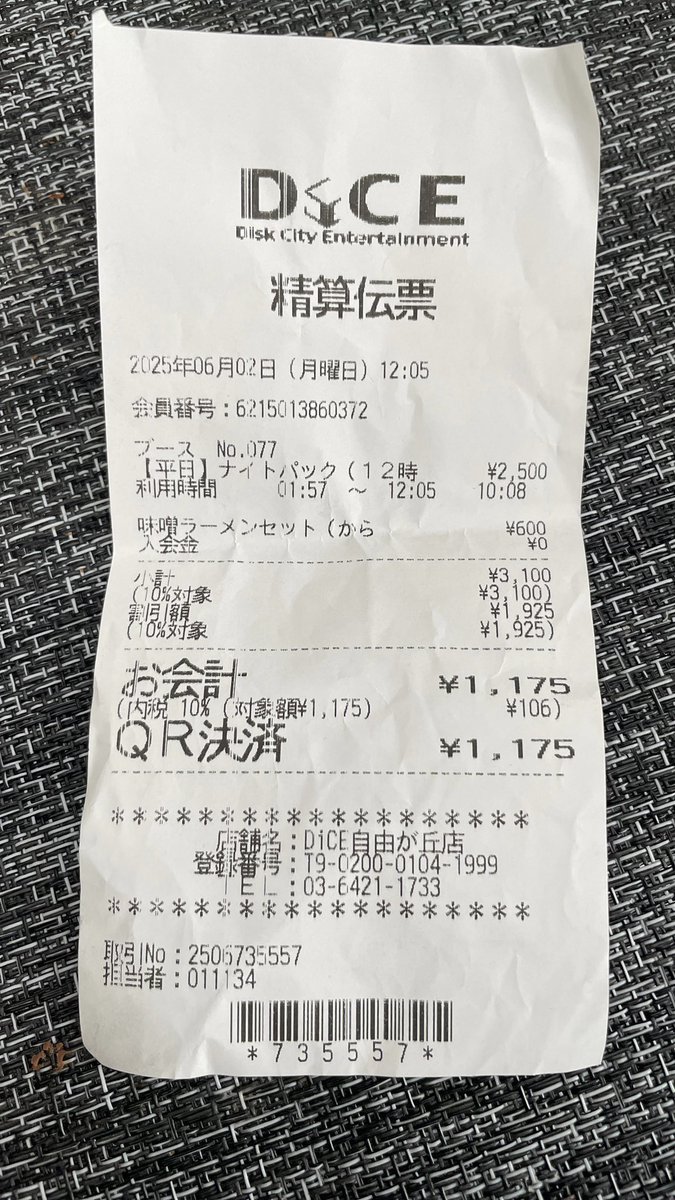 DiCE
Disk City Entertainment
精算伝票
2025年06月02日（月曜日）12:05
会員番号：6215013860372
ブース No.077
【平日】ナイトパック（１２時 ¥2,500
利用時間 01:57 ～ 12:05 10:08
味噌ラーメンセット（から ¥600
入会金 ¥0
小計 ¥3,100
(10%対象 ¥3,100)
割引額 ¥1,925
(10%対象 ¥1,925)
お会計 ¥1,175
(内税 10% (対象額¥1,175) ¥106)
ＱＲ決済 ¥1,175
＊＊＊＊＊＊＊＊＊＊＊＊＊＊＊＊＊＊＊
店舗名：DiCE自由が丘店
登録番号：T9-0200-0104-1999
ＴＥＬ：03-6421-1733
＊＊＊＊＊＊＊＊＊＊＊＊＊＊＊＊＊＊＊
取引No：2506735557
担当者：011134
*735557*